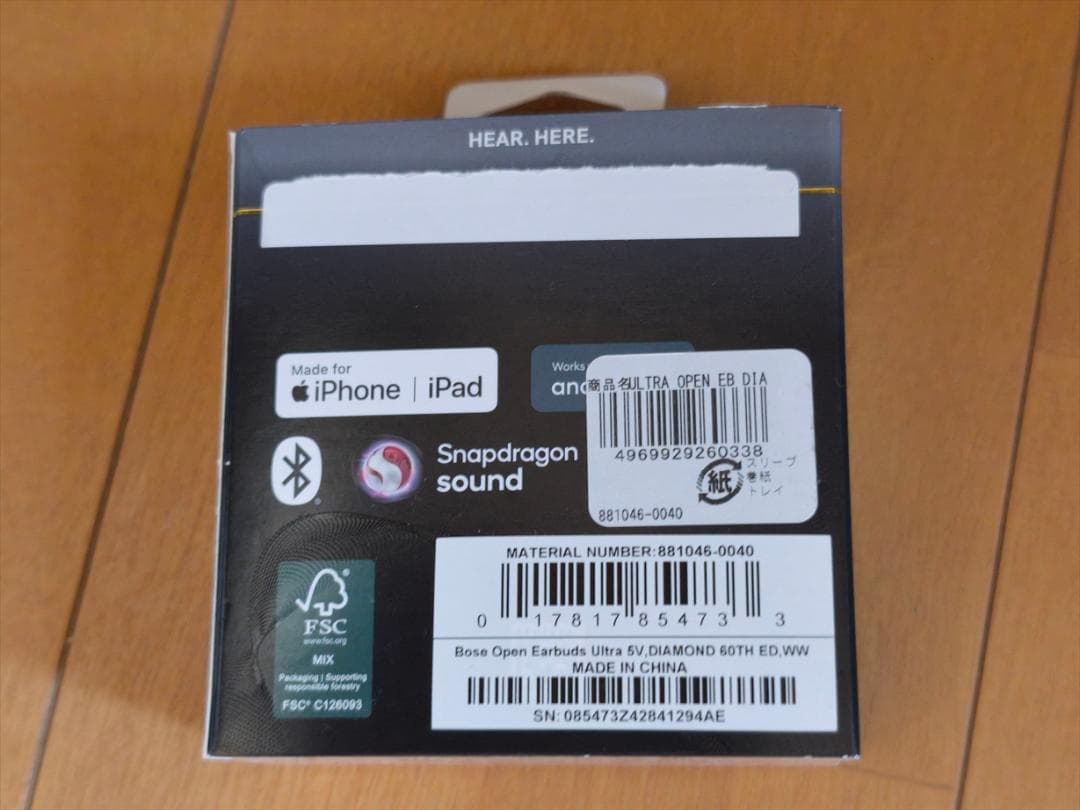 HEAR. HERE.
Made for
iPhone | iPad
Works
商品名ULTRA OPEN EB DIA
4969929260338
紙
スリーブ
巻紙
トレイ
881046-0040
Snapdragon
sound
MATERIAL NUMBER:881046-0040
0 17817 85473 3
Bose Open Earbuds Ultra 5V,DIAMOND 60TH ED,WW
MADE IN CHINA
SN: 085473Z42841294AE
FSC
www.fsc.org
MIX
Packaging | Supporting
responsible forestry
FSC® C126093